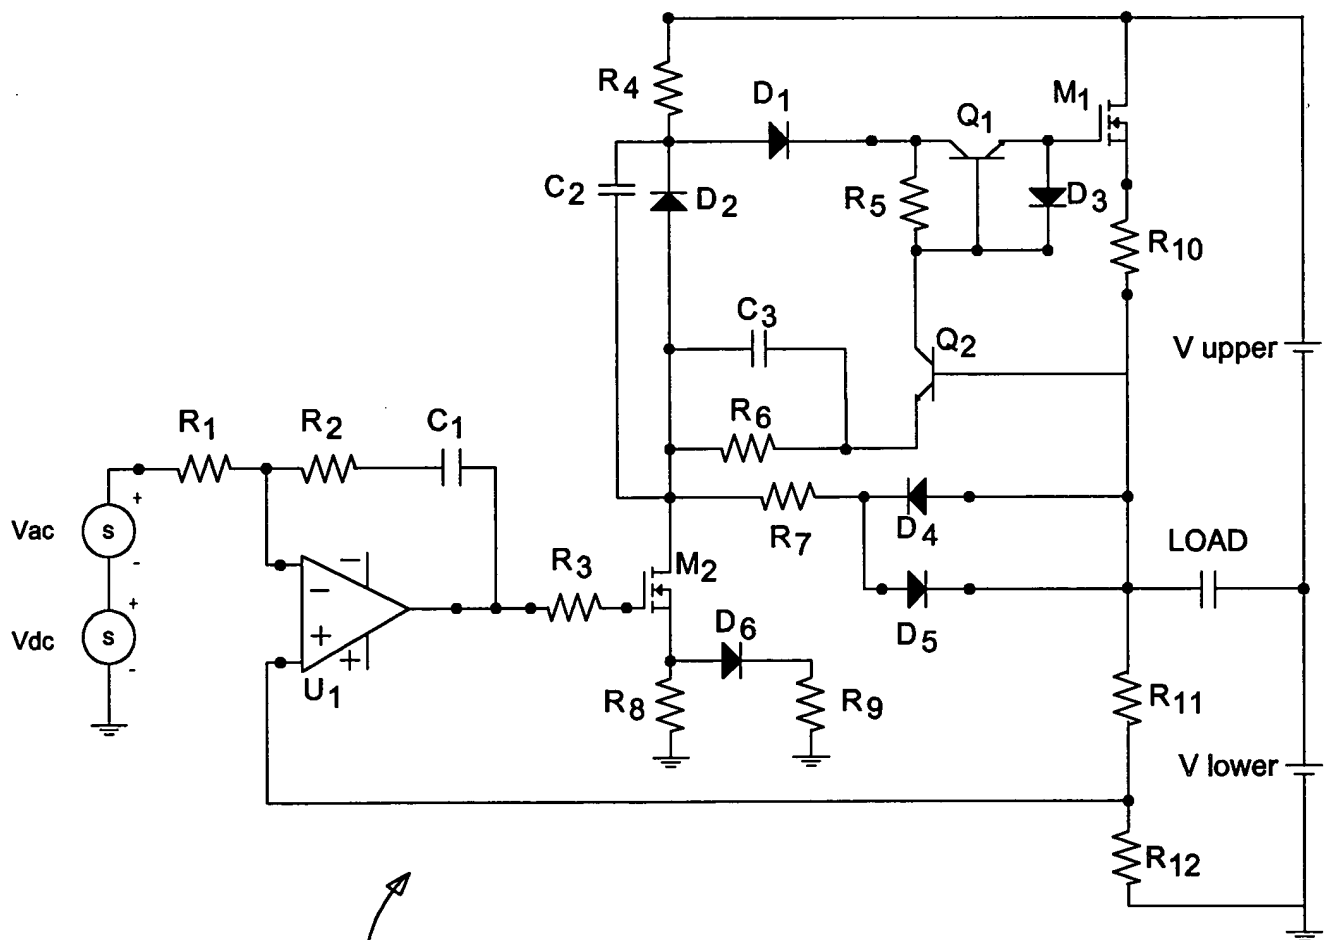 R4
D1
Q1
M1
C2
D2
R5
D3
R10
C3
Q2
V upper
R1
R2
C1
R6
Vac
+
s
-
R3
M2
R7
D4
LOAD
Vdc
+
s
-
−
−
+
+
U1
D6
D5
R8
R9
R11
V lower
R12